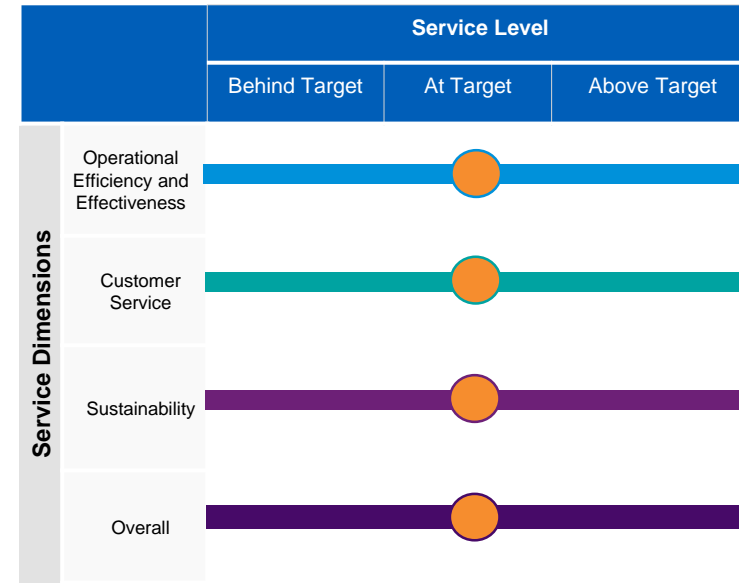 Service Level
Behind Target
At Target
Above Target
Service Dimensions
Operational
Efficiency and
Effectiveness
Customer
Service
Sustainability
Overall